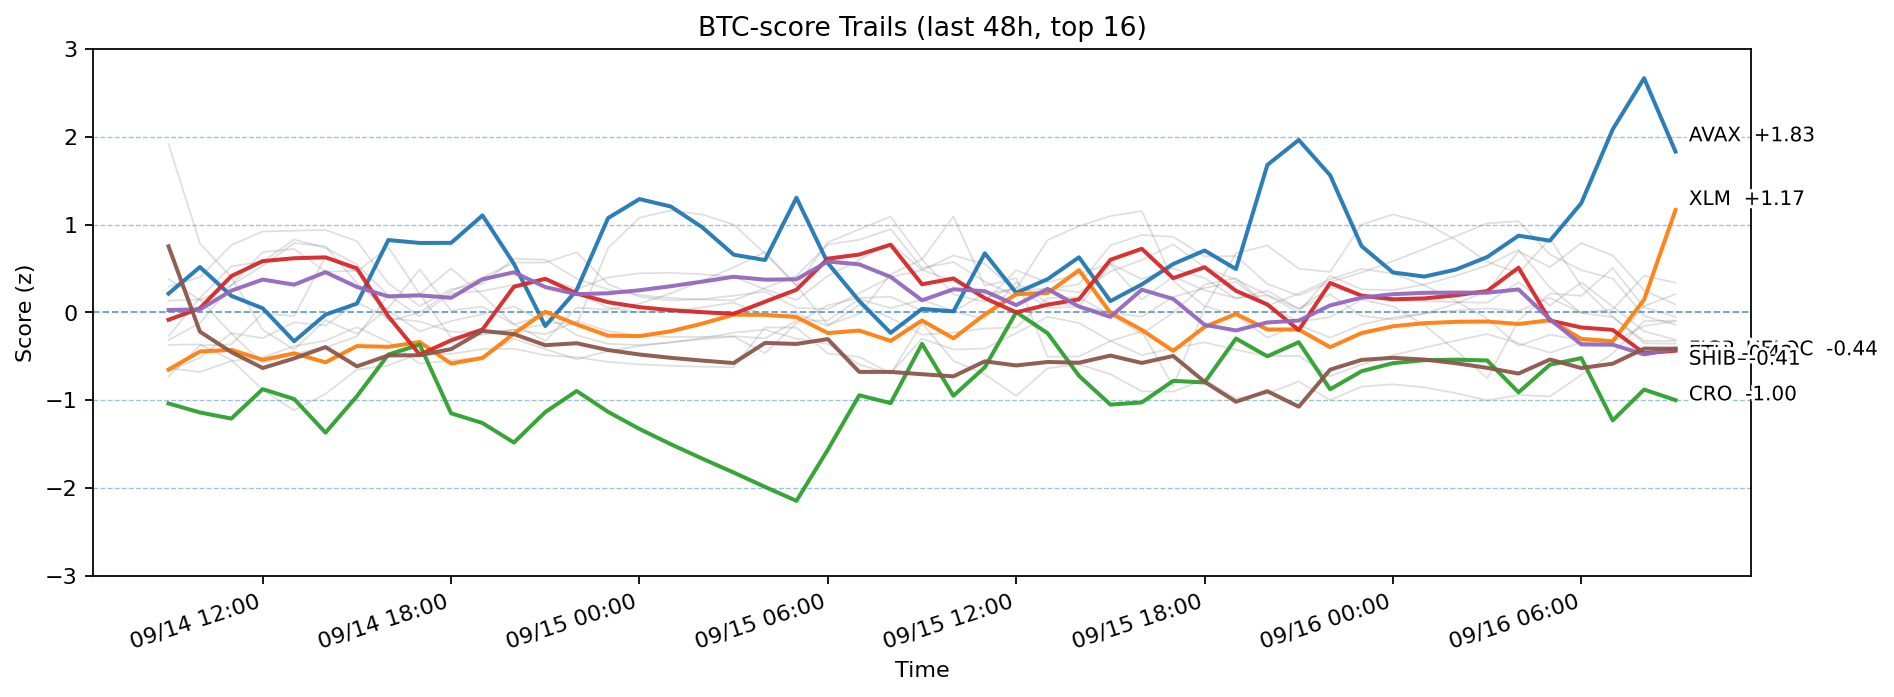 BTC-score Trails (last 48h, top 16)
Score (z)
3
2
1
0
−1
−2
−3
AVAX +1.83
XLM +1.17
-0.44
SHIB -0.41
CRO -1.00
09/14 12:00
09/14 18:00
09/15 00:00
09/15 06:00
09/15 12:00
09/15 18:00
09/16 00:00
09/16 06:00
Time